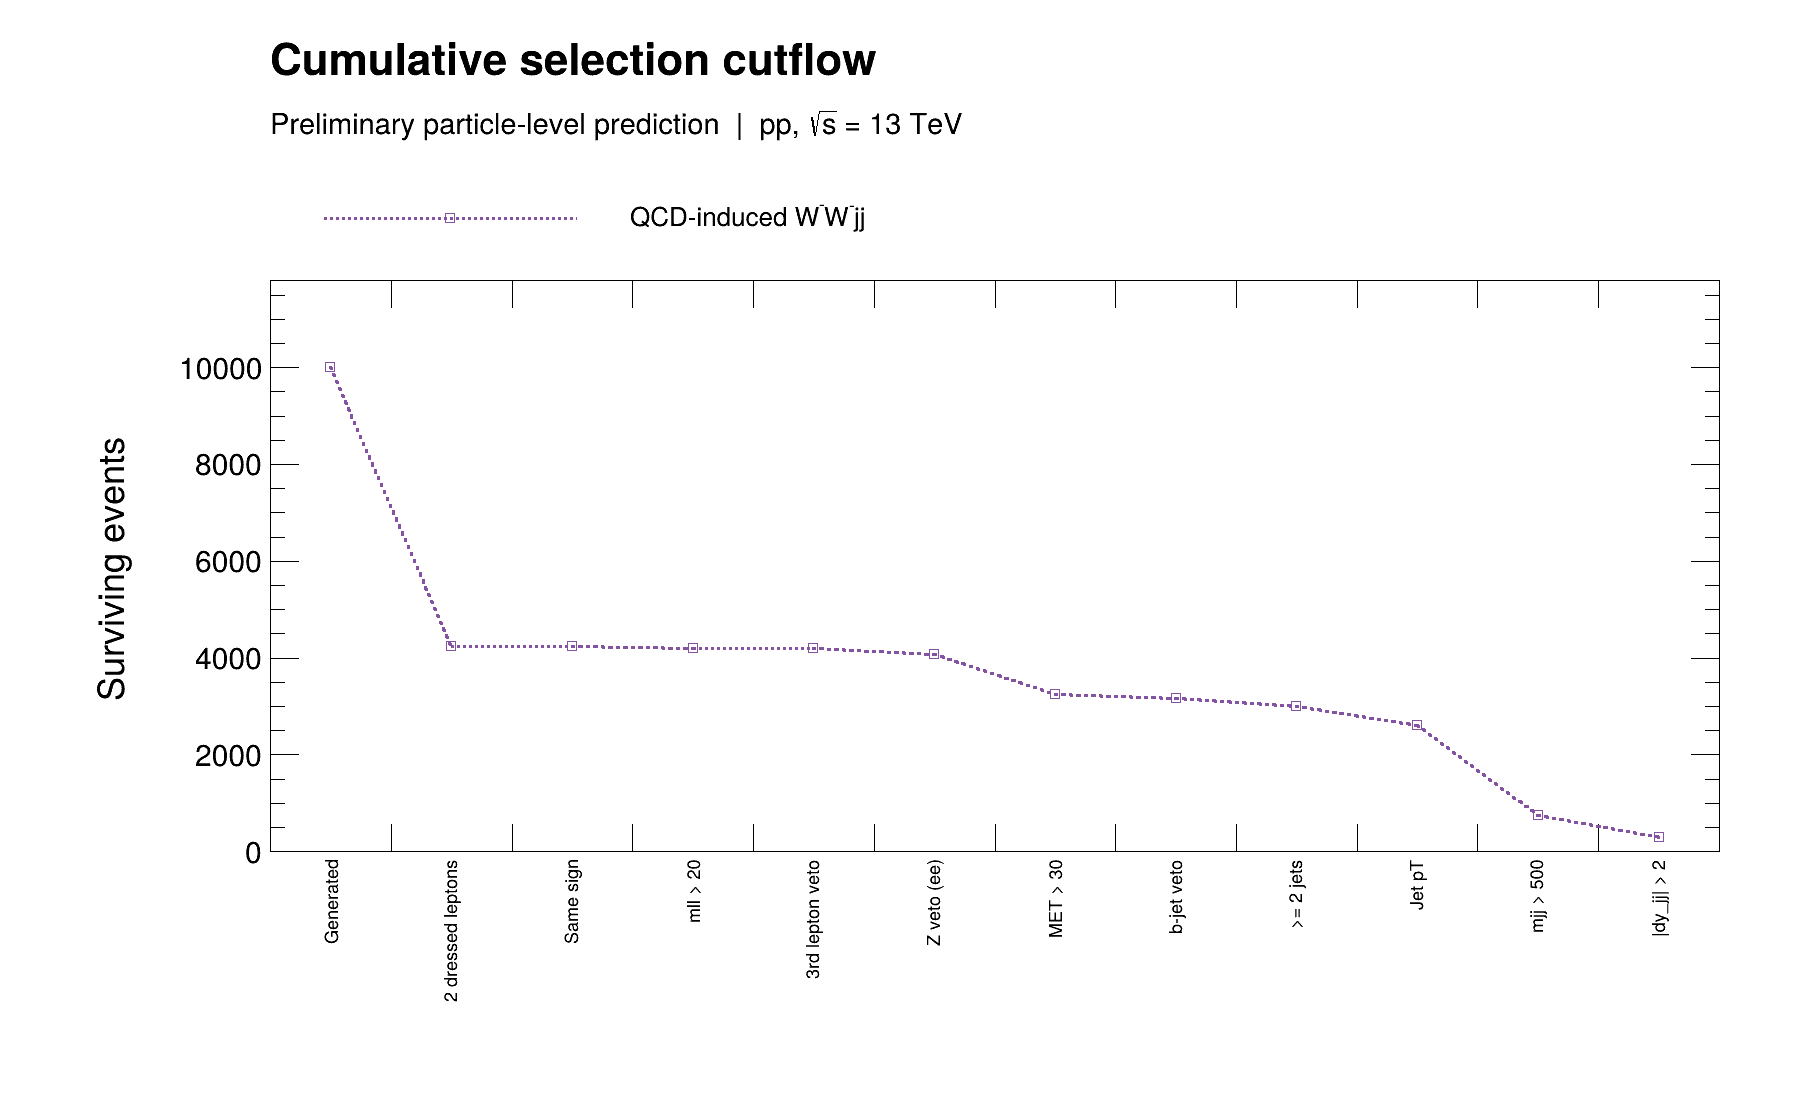 Cumulative selection cutflow
Preliminary particle-level prediction | pp, √s = 13 TeV
QCD-induced W⁻W⁻jj
Surviving events
10000
8000
6000
4000
2000
0
Generated
2 dressed leptons
Same sign
mll > 20
3rd lepton veto
Z veto (ee)
MET > 30
b-jet veto
>= 2 jets
Jet pT
mjj > 500
|dy_jj| > 2